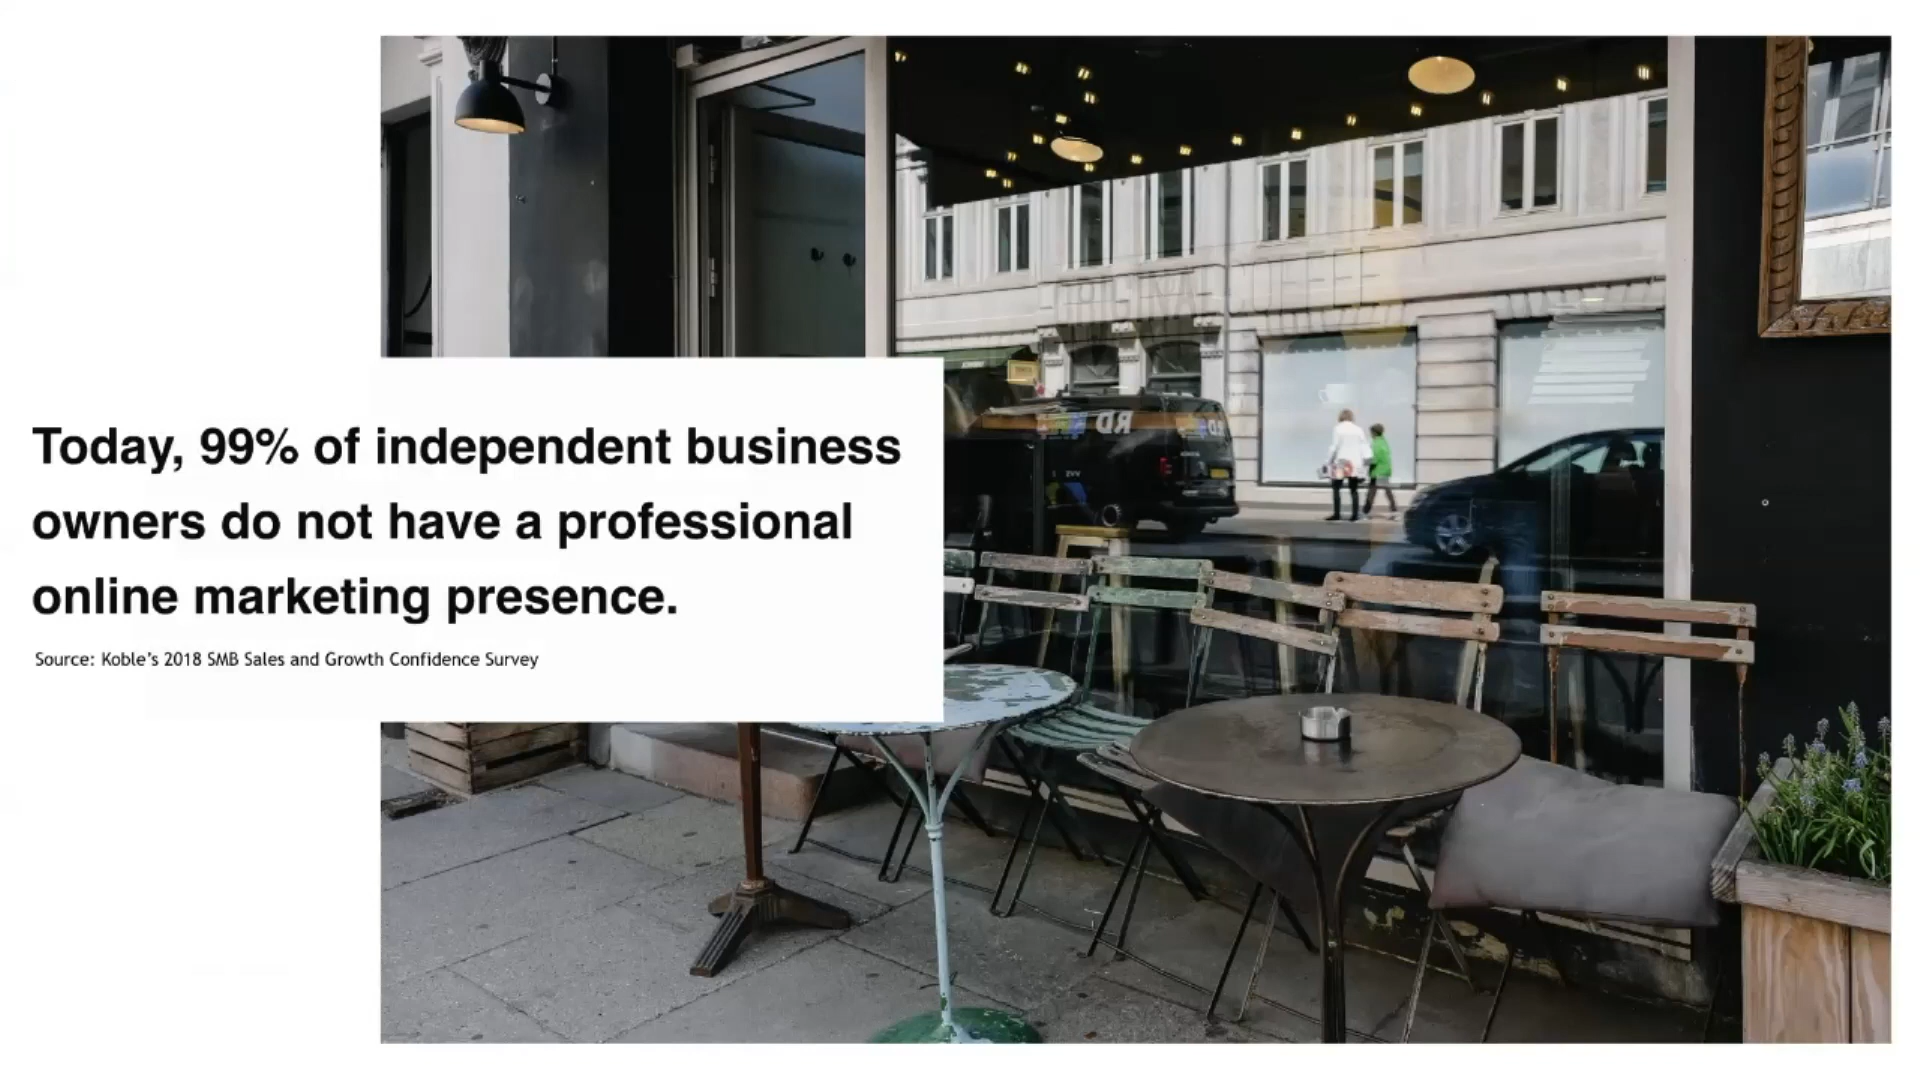 Today, 99% of independent business
owners do not have a professional
online marketing presence.
Source: Koble's 2018 SMB Sales and Growth Confidence Survey